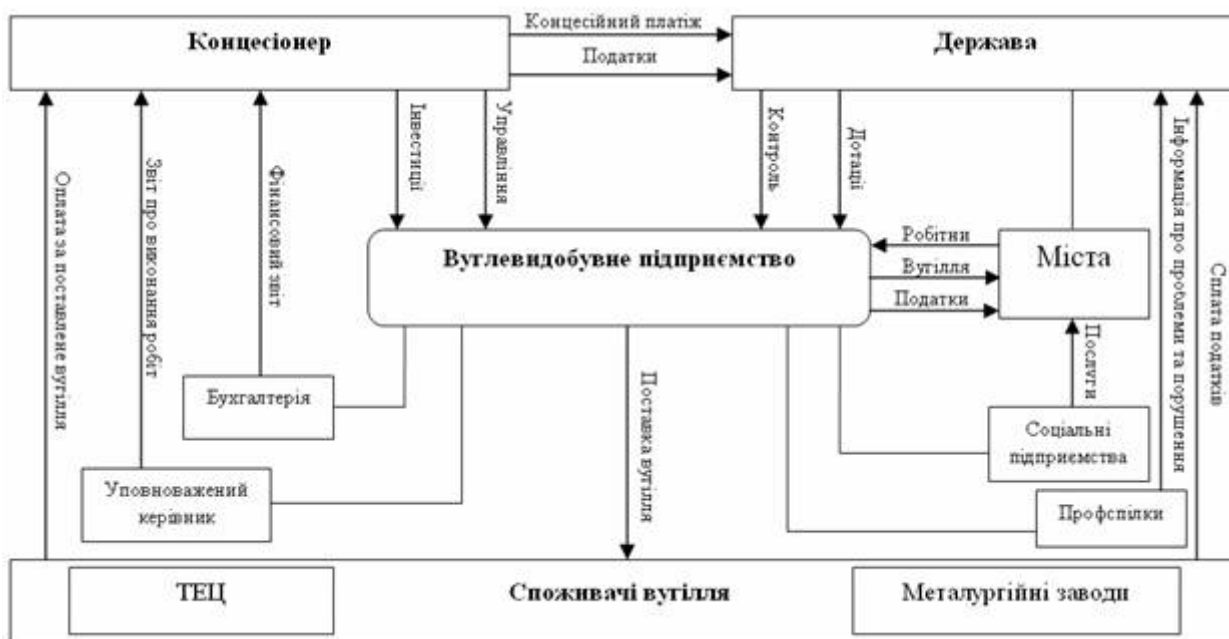 Концесіонер
Концесійний платіж
Податки
Держава
Оплата за поставлене вугілля
Звіт про виконання робіт
Фінансовий звіт
Інвестиції
Управління
Контроль
Дотації
Інформація про проблеми та порушення
Сплата податків
Вуглевидобувне підприємство
Робітни
Вугілля
Податки
Міста
Послуги
Бухгалтерія
Поставка вугілля
Соціальні
підприємства
Уповноважений
керівник
Профспілки
ТЕЦ
Споживачі вугілля
Металургійні заводи